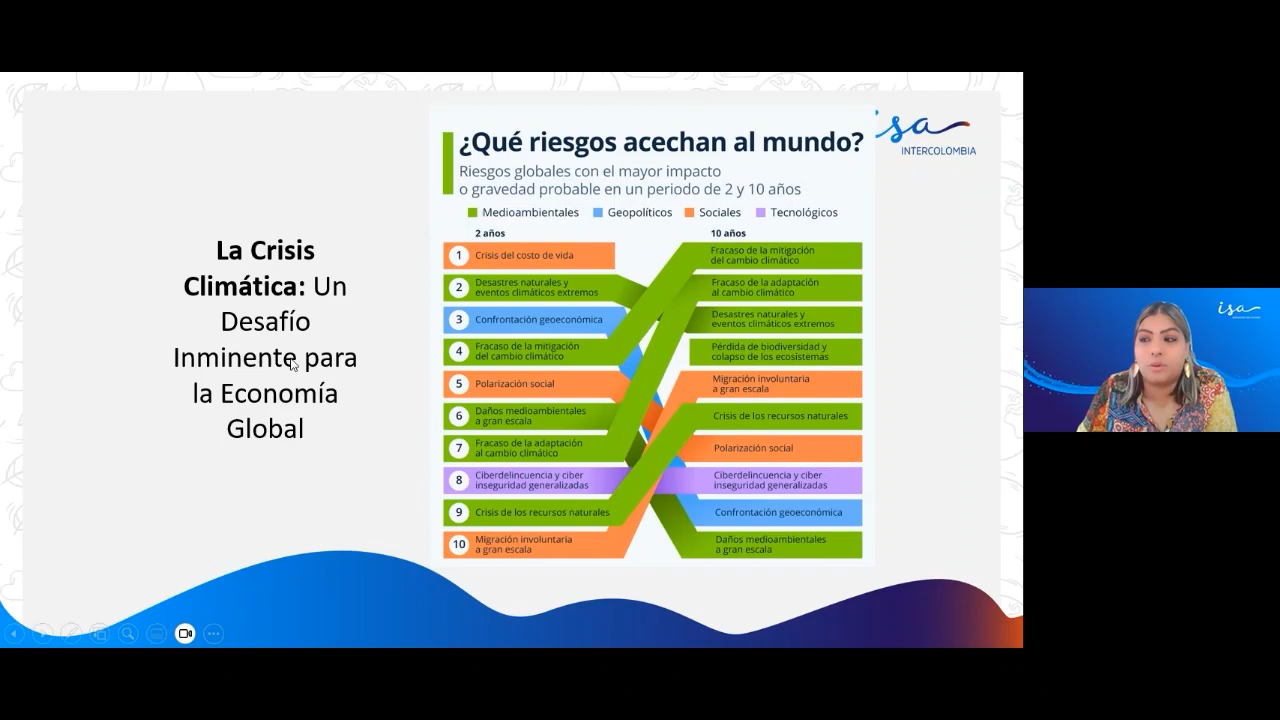 La Crisis
Climática: Un
Desafío
Inminente para
la Economía
Global
¿Qué riesgos acechan al mundo?
Riesgos globales con el mayor impacto
o gravedad probable en un periodo de 2 y 10 años
Medioambientales
Geopolíticos
Sociales
Tecnológicos
2 años
1 Crisis del costo de vida
2 Desastres naturales y
eventos climáticos extremos
3 Confrontación geoeconómica
4 Fracaso de la mitigación
del cambio climático
5 Polarización social
6 Daños medioambientales
a gran escala
7 Fracaso de la adaptación
al cambio climático
8 Ciberdelincuencia y ciber
inseguridad generalizadas
9 Crisis de los recursos naturales
10 Migración involuntaria
a gran escala
10 años
Fracaso de la mitigación
del cambio climático
Fracaso de la adaptación
al cambio climático
Desastres naturales y
eventos climáticos extremos
Pérdida de biodiversidad y
colapso de los ecosistemas
Migración involuntaria
a gran escala
Crisis de los recursos naturales
Polarización social
Ciberdelincuencia y ciber
inseguridad generalizadas
Confrontación geoeconómica
Daños medioambientales
a gran escala
isa
INTERCOLOMBIA
isa